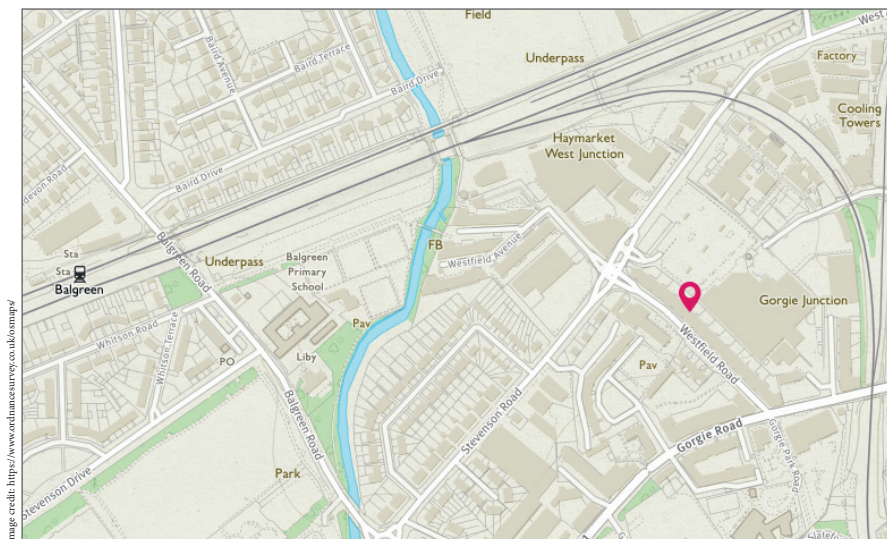 Field
West
Baird Terrace
Baird Avenue
Underpass
Factory
Baird Drive
Cooling
Towers
Haymarket
West Junction
Baird Drive
Balgreen Road
FB
Westfield Avenue
Sta
Sta
Underpass
Balgreen
Primary
School
Balgreen
Gorgie Junction
Pav
Whitson Road
Whitson Terrace
PO
Liby
Westfield Road
Pav
Balgreen Road
Stevenson Road
Gorgie Road
Gorgie Park Road
Park
Stevenson Drive
mage credit: https://www.ordnancesurvey.co.uk/osmaps/